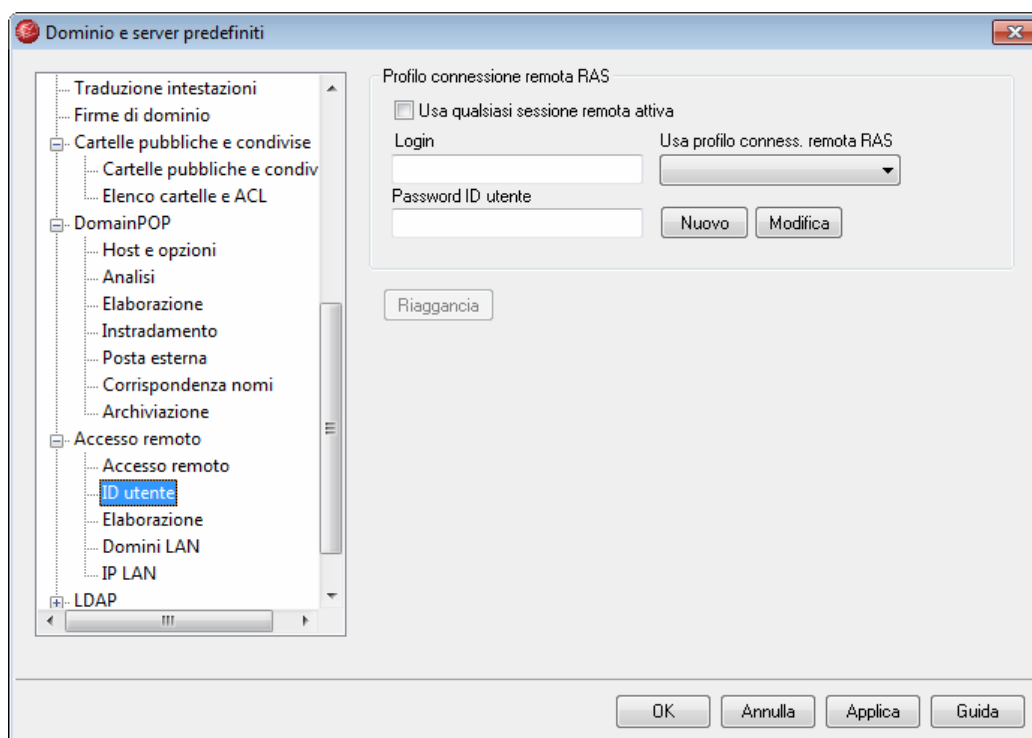 Dominio e server predefiniti
Traduzione intestazioni
Firme di dominio
Cartelle pubbliche e condivise
Cartelle pubbliche e condiv
Elenco cartelle e ACL
DomainPOP
Host e opzioni
Analisi
Elaborazione
Instradamento
Posta esterna
Corrispondenza nomi
Archiviazione
Accesso remoto
Accesso remoto
ID utente
Elaborazione
Domini LAN
IP LAN
LDAP
Profilo connessione remota RAS
Usa qualsiasi sessione remota attiva
Login
Usa profilo conness. remota RAS
Password ID utente
Nuovo
Modifica
Riaggancia
OK
Annulla
Applica
Guida